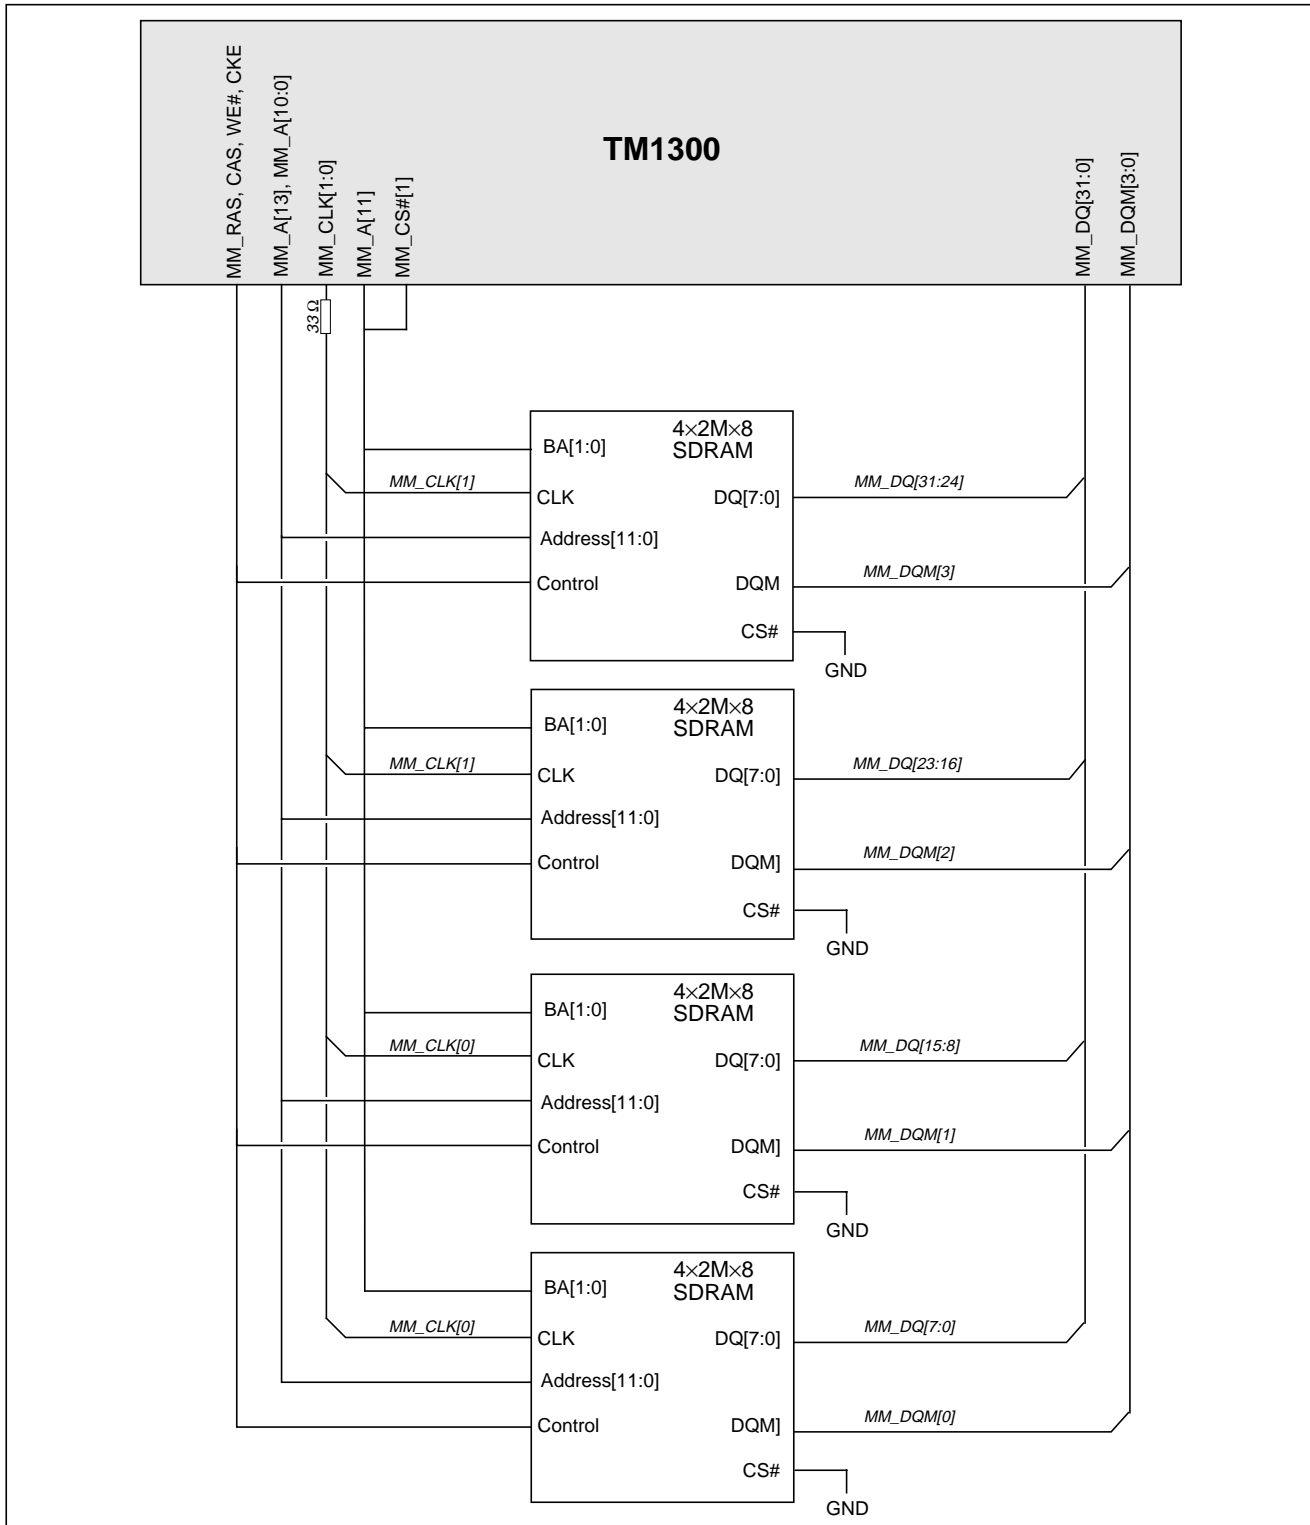 MM_RAS, CAS, WE#, CKE
MM_A[13], MM_A[10:0]
MM_CLK[1:0]
MM_A[11]
MM_CS#[1]
TM1300
MM_DQ[31:0]
MM_DQM[3:0]
33 Ω
4×2M×8
SDRAM
BA[1:0]
MM_CLK[1]
CLK
DQ[7:0]
MM_DQ[31:24]
Address[11:0]
Control
DQM
MM_DQM[3]
CS#
GND
4×2M×8
SDRAM
BA[1:0]
MM_CLK[1]
CLK
DQ[7:0]
MM_DQ[23:16]
Address[11:0]
Control
DQM]
MM_DQM[2]
CS#
GND
4×2M×8
SDRAM
BA[1:0]
MM_CLK[0]
CLK
DQ[7:0]
MM_DQ[15:8]
Address[11:0]
Control
DQM]
MM_DQM[1]
CS#
GND
4×2M×8
SDRAM
BA[1:0]
MM_CLK[0]
CLK
DQ[7:0]
MM_DQ[7:0]
Address[11:0]
Control
DQM]
MM_DQM[0]
CS#
GND